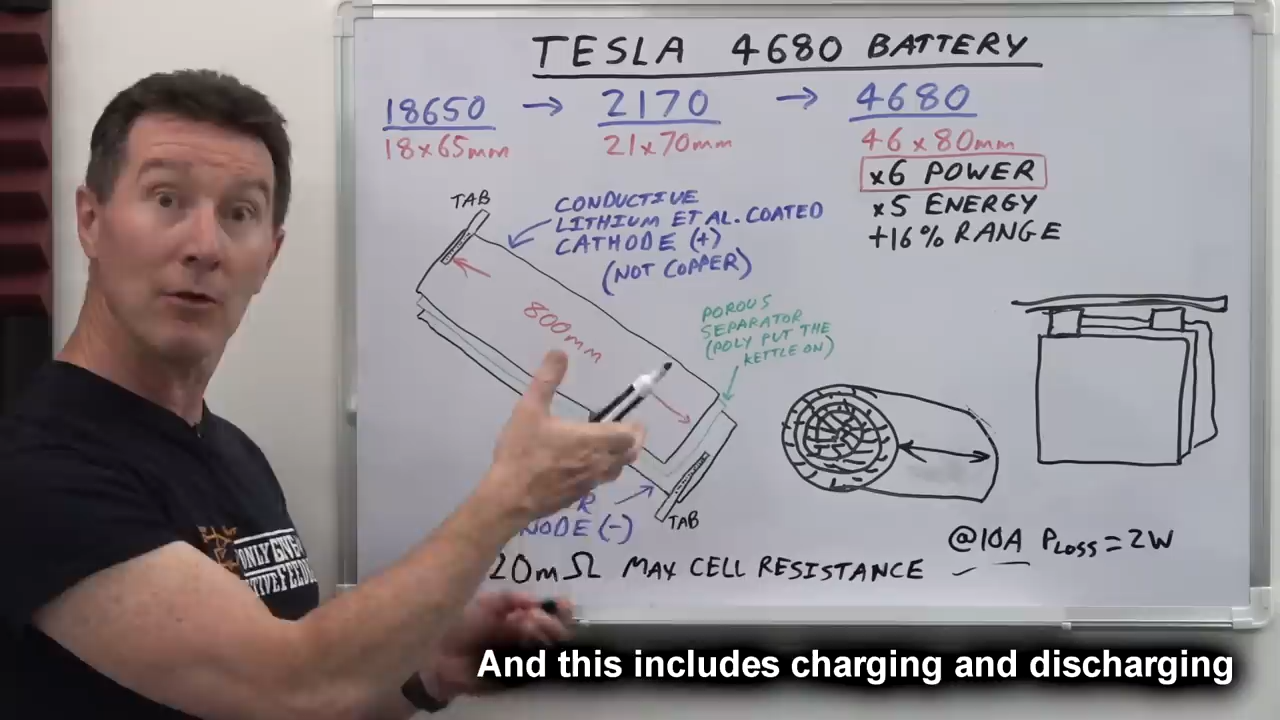 TESLA 4680 BATTERY
18650 → 2170 → 4680
18x65mm
21x70mm
46x80mm
x6 POWER
x5 ENERGY
+16% RANGE
TAB
CONDUCTIVE
LITHIUM ET AL. COATED
CATHODE (+)
(NOT COPPER)
800mm
POROUS
SEPARATOR
(POLY PUT THE
KETTLE ON)
(-)
TAB
@10A PLOSS=2W
20mΩ MAX CELL RESISTANCE
And this includes charging and discharging